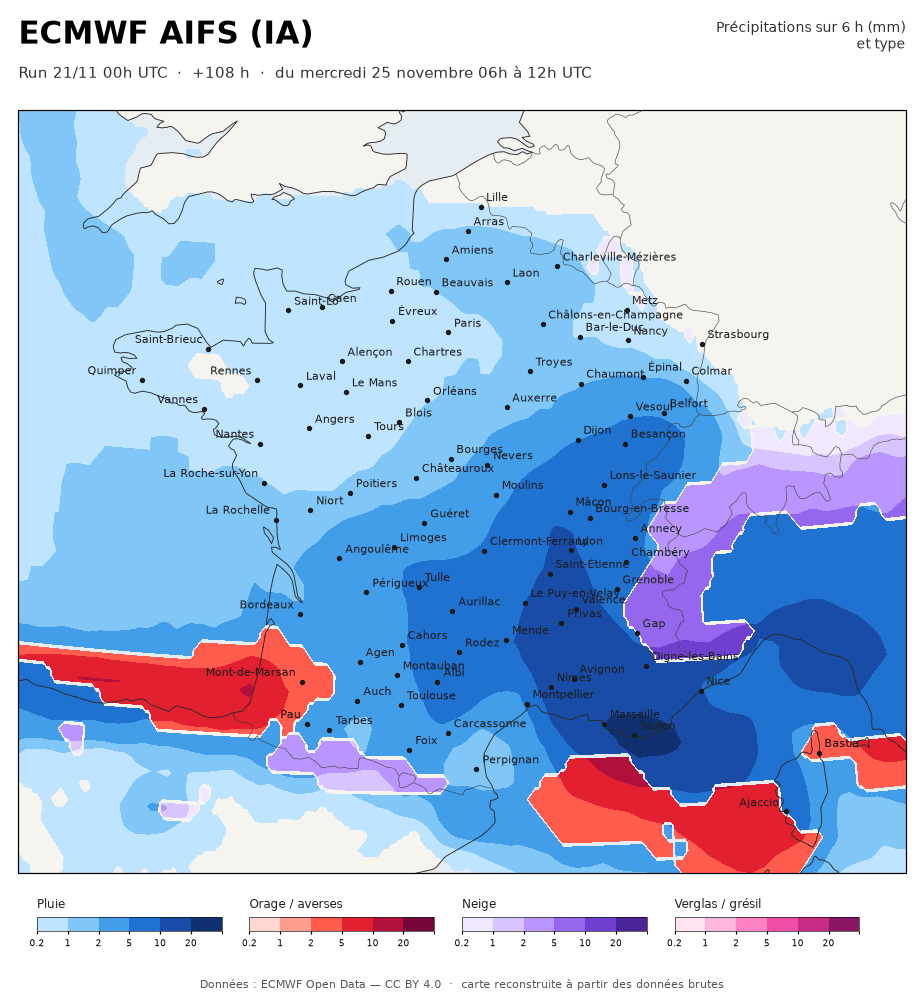 ECMWF AIFS (IA)
Précipitations sur 6 h (mm)
et type
Run 21/11 00h UTC · +108 h · du mercredi 25 novembre 06h à 12h UTC
Lille
Arras
Amiens
Charleville-Mézières
Laon
Rouen
Beauvais
Saint-Lô
Caen
Metz
Évreux
Châlons-en-Champagne
Paris
Bar-le-Duc
Nancy
Strasbourg
Saint-Brieuc
Alençon
Chartres
Troyes
Quimper
Rennes
Laval
Le Mans
Chaumont
Épinal
Colmar
Orléans
Vannes
Auxerre
Vesoul
Belfort
Blois
Angers
Tours
Nantes
Dijon
Besançon
Bourges
Nevers
La Roche-sur-Yon
Châteauroux
Lons-le-Saunier
Poitiers
Moulins
Niort
La Rochelle
Mâcon
Bourg-en-Bresse
Guéret
Annecy
Limoges
Clermont-Ferrand
Lyon
Angoulême
Chambéry
Saint-Étienne
Périgueux
Tulle
Grenoble
Le Puy-en-Velay
Valence
Bordeaux
Aurillac
Privas
Gap
Cahors
Rodez
Mende
Agen
Digne-les-Bains
Mont-de-Marsan
Montauban
Albi
Avignon
Nîmes
Auch
Toulouse
Montpellier
Nice
Pau
Tarbes
Carcassonne
Marseille
Toulon
Foix
Bastia
Perpignan
Ajaccio
Pluie
Orage / averses
Neige
Verglas / grésil
0.2 1 2 5 10 20
0.2 1 2 5 10 20
0.2 1 2 5 10 20
0.2 1 2 5 10 20
Données : ECMWF Open Data — CC BY 4.0 · carte reconstruite à partir des données brutes